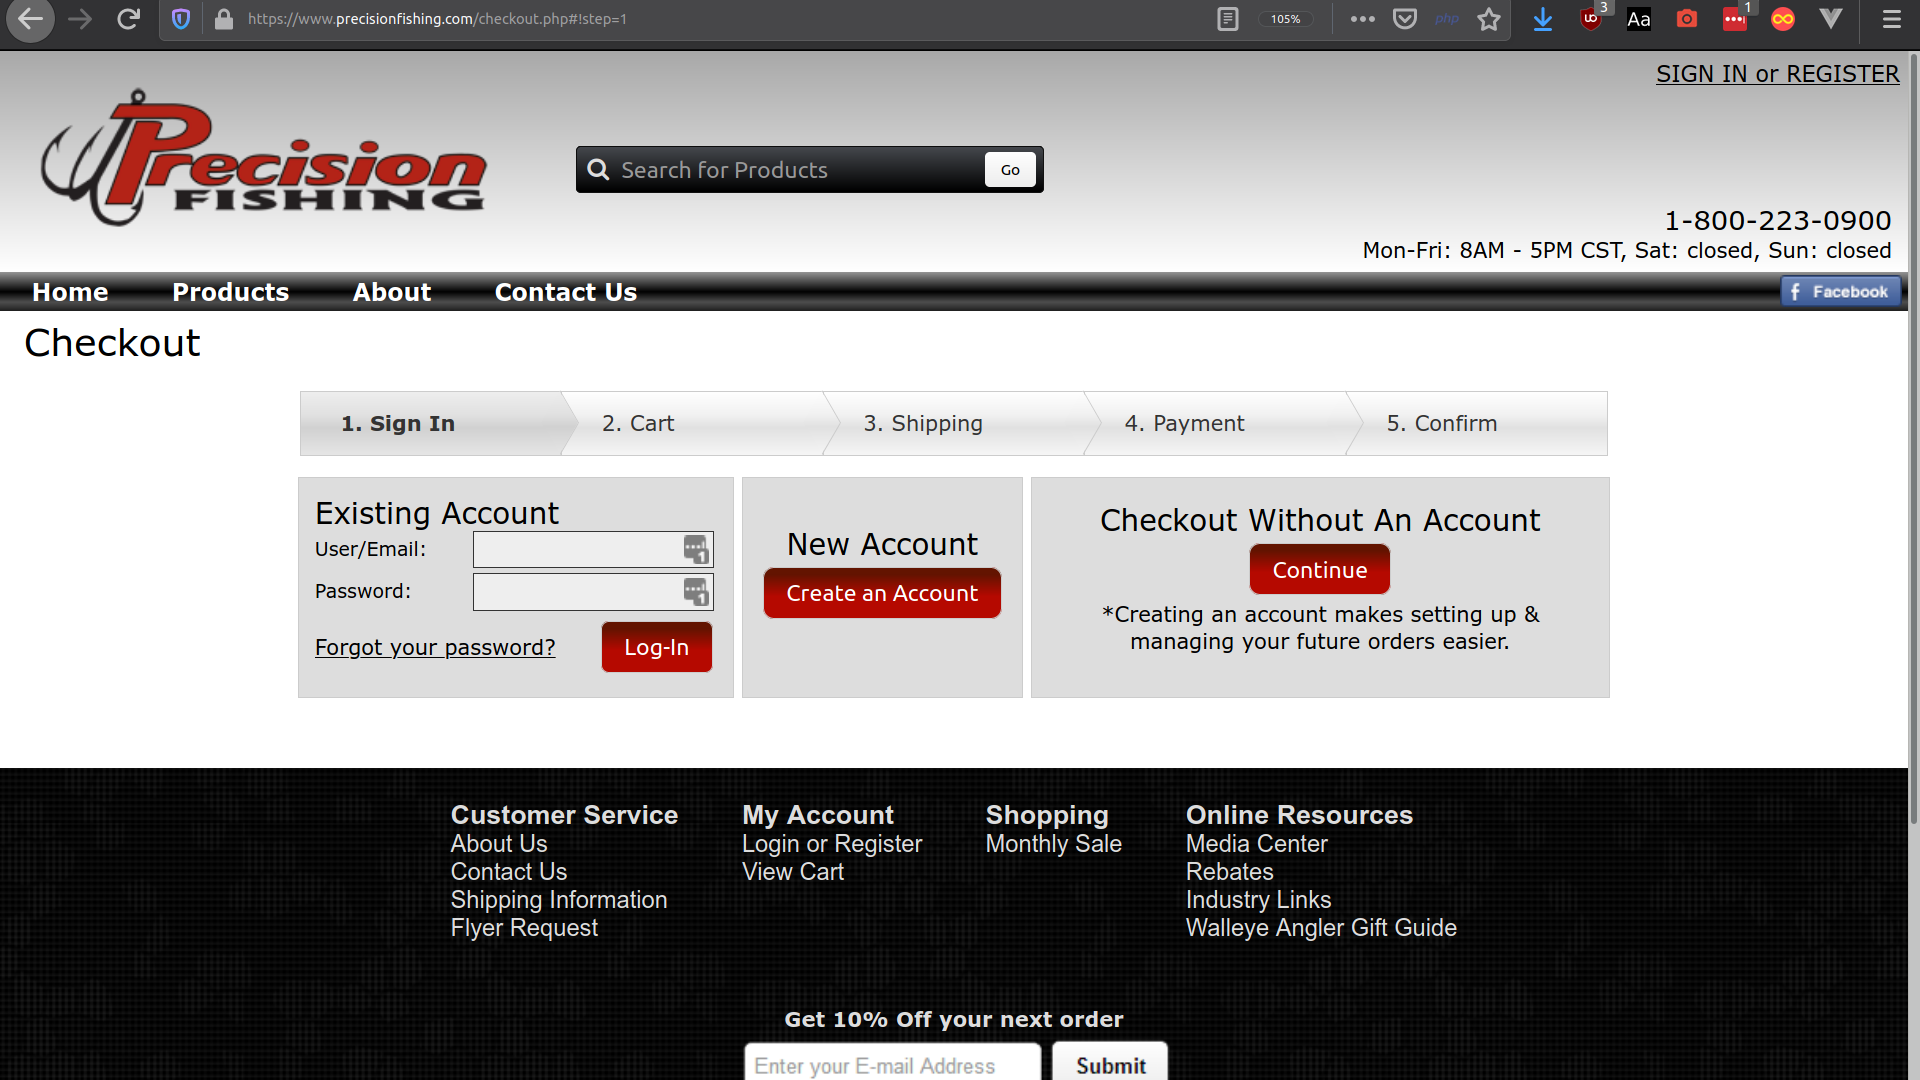 https://www.precisionfishing.com/checkout.php#!step=1
105%
php
3
Aa
1
SIGN IN or REGISTER
Precision
FISHING
Search for Products
Go
1-800-223-0900
Mon-Fri: 8AM - 5PM CST, Sat: closed, Sun: closed
Home
Products
About
Contact Us
f Facebook
Checkout
1. Sign In
2. Cart
3. Shipping
4. Payment
5. Confirm
Existing Account
User/Email:
1
Password:
1
Forgot your password?
Log-In
New Account
Create an Account
Checkout Without An Account
Continue
*Creating an account makes setting up &
managing your future orders easier.
Customer Service
About Us
Contact Us
Shipping Information
Flyer Request
My Account
Login or Register
View Cart
Shopping
Monthly Sale
Online Resources
Media Center
Rebates
Industry Links
Walleye Angler Gift Guide
Get 10% Off your next order
Enter your E-mail Address
Submit